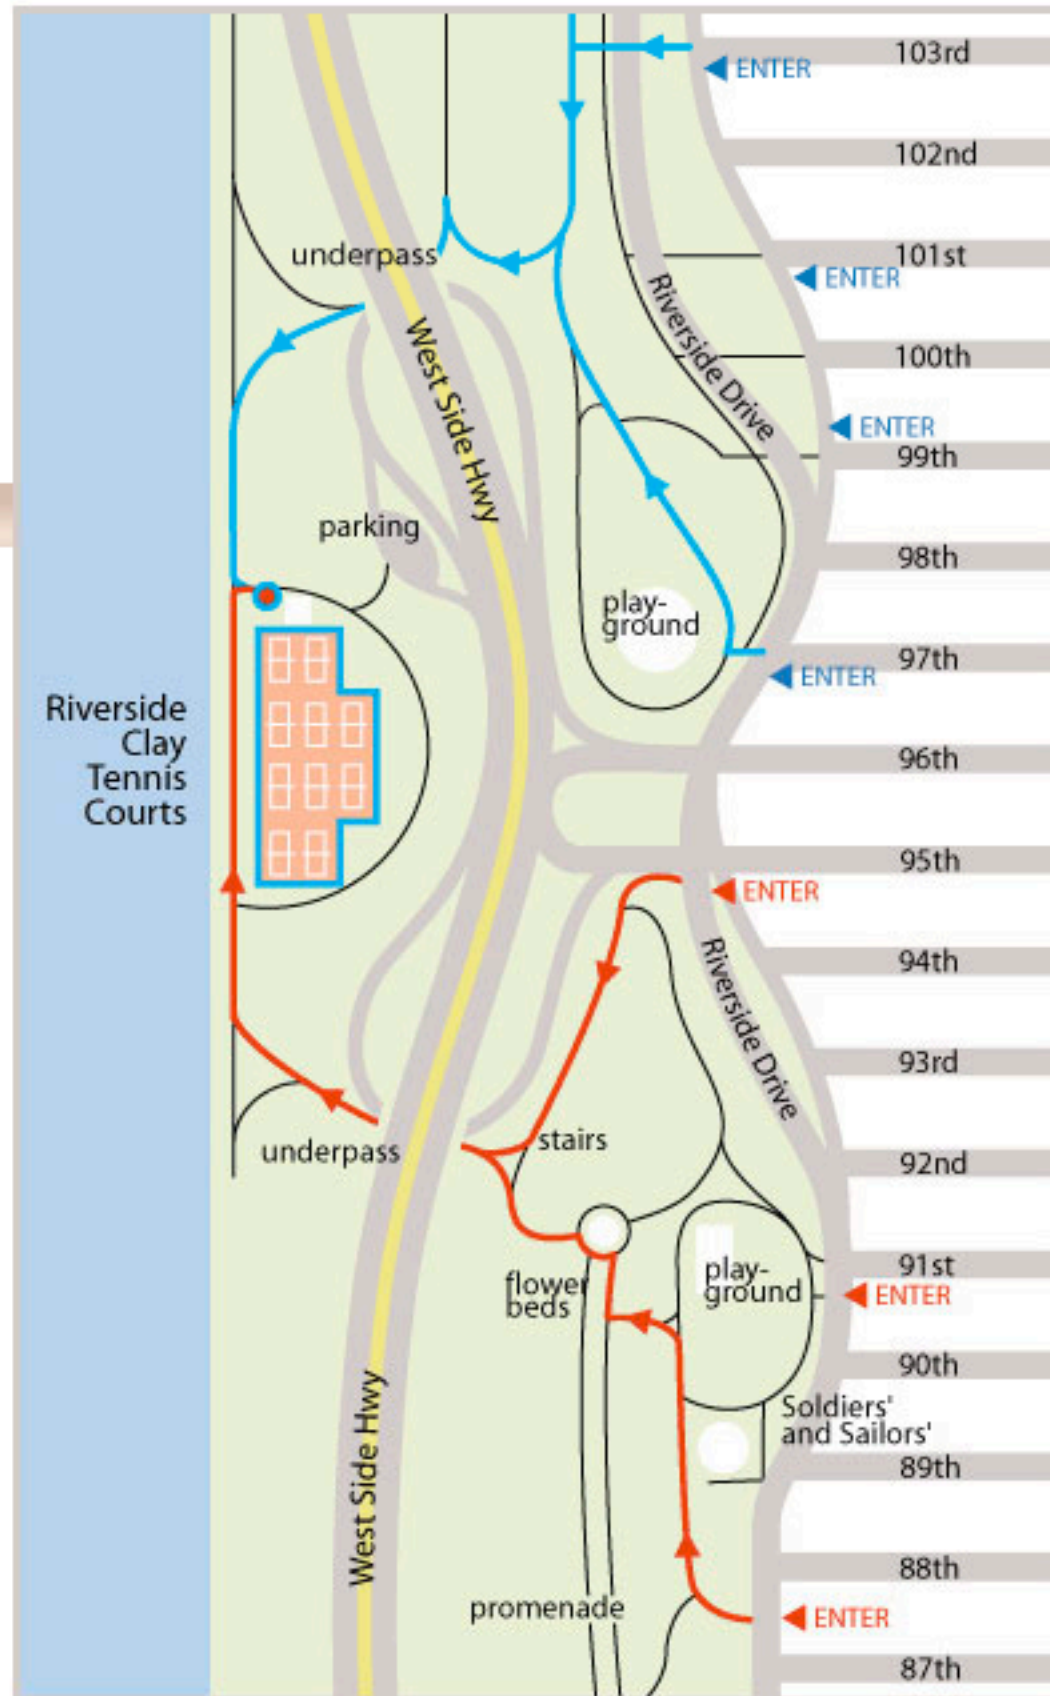 103rd
ENTER
102nd
underpass
101st
ENTER
Riverside Drive
100th
West Side Hwy
ENTER
99th
parking
98th
play-
ground
97th
ENTER
Riverside
Clay
Tennis
Courts
96th
95th
ENTER
94th
Riverside Drive
93rd
stairs
underpass
92nd
91st
flower
beds
play-
ground
ENTER
90th
West Side Hwy
Soldiers'
and Sailors'
89th
88th
promenade
ENTER
87th